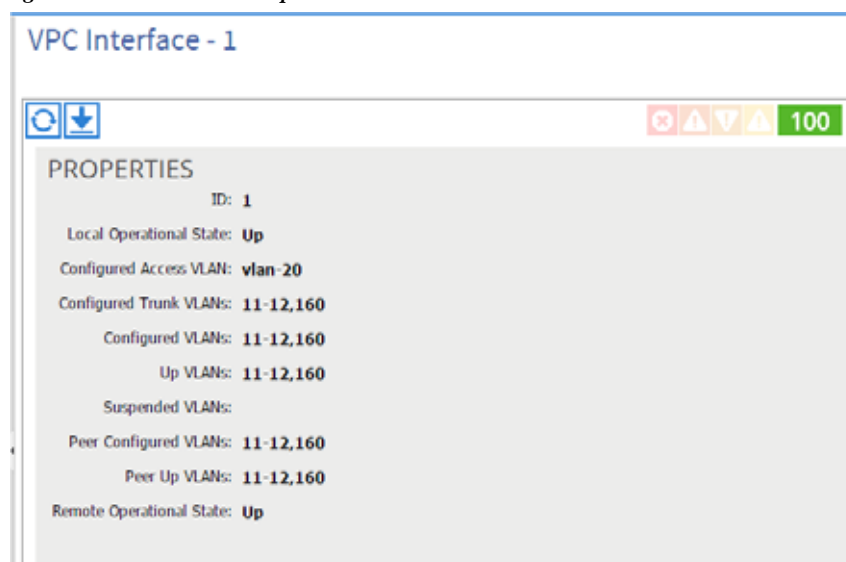 VPC Interface - 1
100
PROPERTIES
ID: 1
Local Operational State: Up
Configured Access VLAN: vlan-20
Configured Trunk VLANs: 11-12,160
Configured VLANs: 11-12,160
Up VLANs: 11-12,160
Suspended VLANs:
Peer Configured VLANs: 11-12,160
Peer Up VLANs: 11-12,160
Remote Operational State: Up